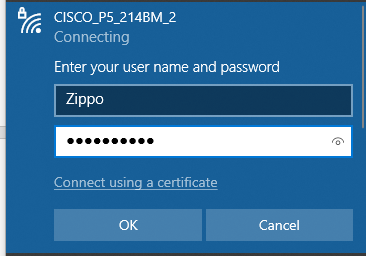 CISCO_P5_214BM_2
Connecting
Enter your user name and password
Zippo
●●●●●●●●●●
Connect using a certificate
OK
Cancel